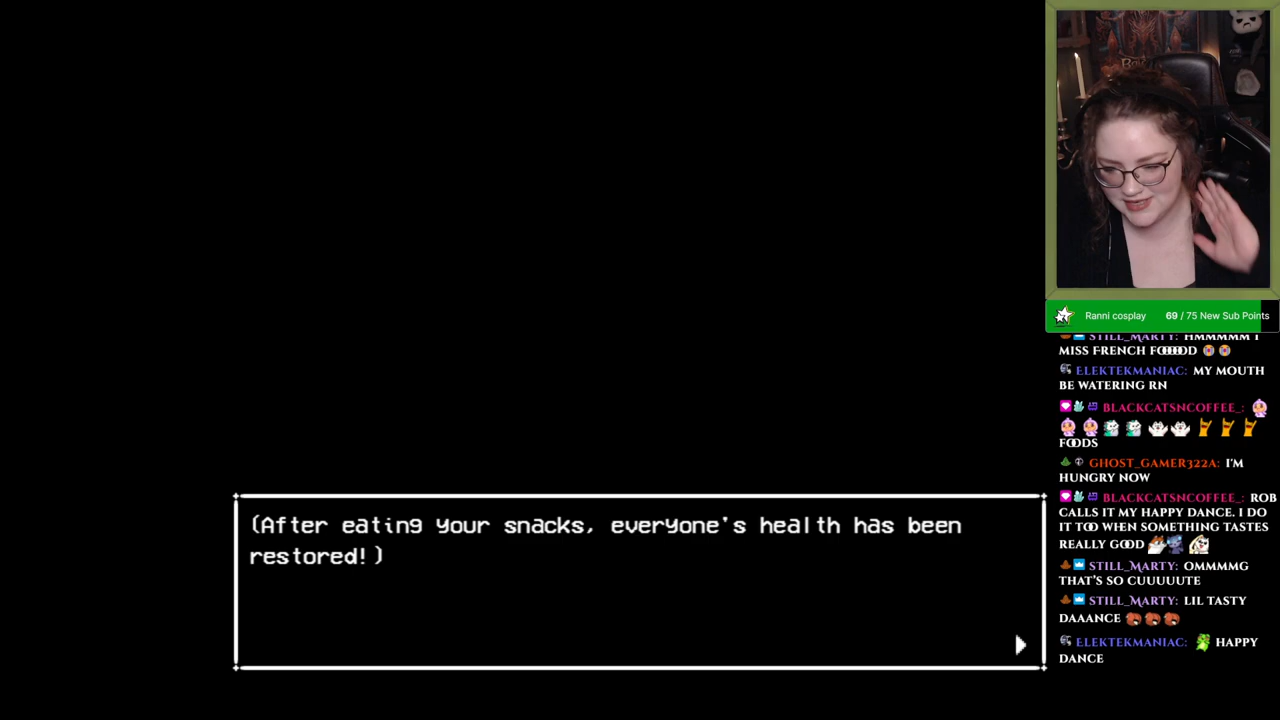 (After eating your snacks, everyone's health has been
restored!)
Ranni cosplay 69 / 75 New Sub Points
STILL_MARTY: HMMMMM I
MISS FRENCH FOOOOD
ELEKTEKMANIAC: MY MOUTH
BE WATERING RN
BLACKCATSNCOFFEE_:
FOODS
GHOST_GAMER322A: I'M
HUNGRY NOW
BLACKCATSNCOFFEE_: ROB
CALLS IT MY HAPPY DANCE. I DO
IT TOO WHEN SOMETHING TASTES
REALLY GOOD
STILL_MARTY: OMMMMG
THAT'S SO CUUUUUTE
STILL_MARTY: LIL TASTY
DAAANCE
ELEKTEKMANIAC: HAPPY
DANCE